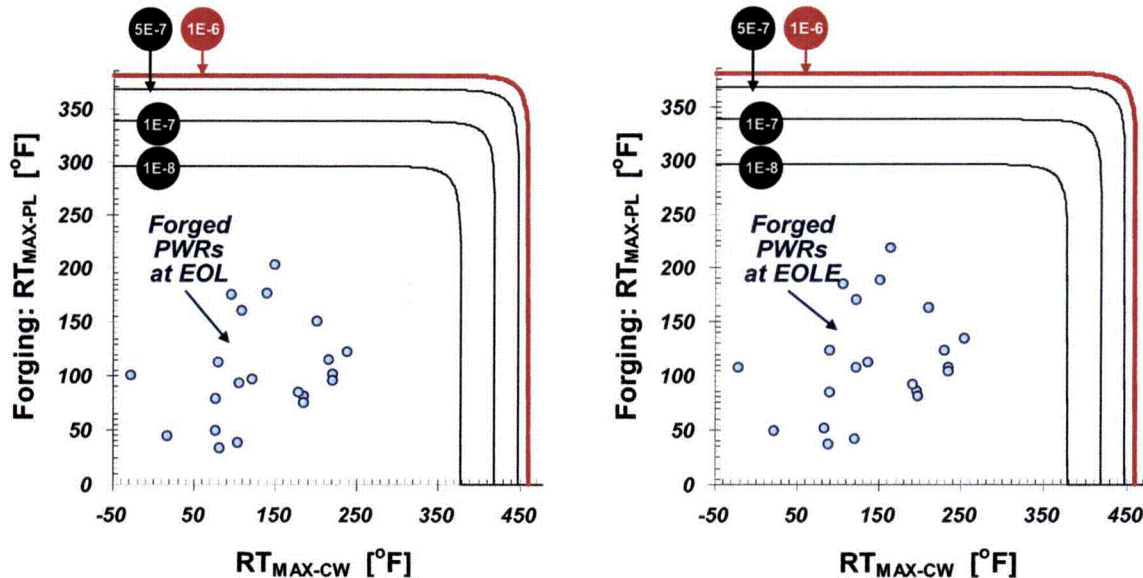 5E-7 1E-6
1E-7
1E-8
Forging: RTMAX-PL [°F]
350
300
250
200
150
100
50
0
Forged
PWRs
at EOL
-50 50 150 250 350 450
RTMAX-CW [°F]
5E-7 1E-6
1E-7
1E-8
Forging: RTMAX-PL [°F]
350
300
250
200
150
100
50
0
Forged
PWRs
at EOLE
-50 50 150 250 350 450
RTMAX-CW [°F]